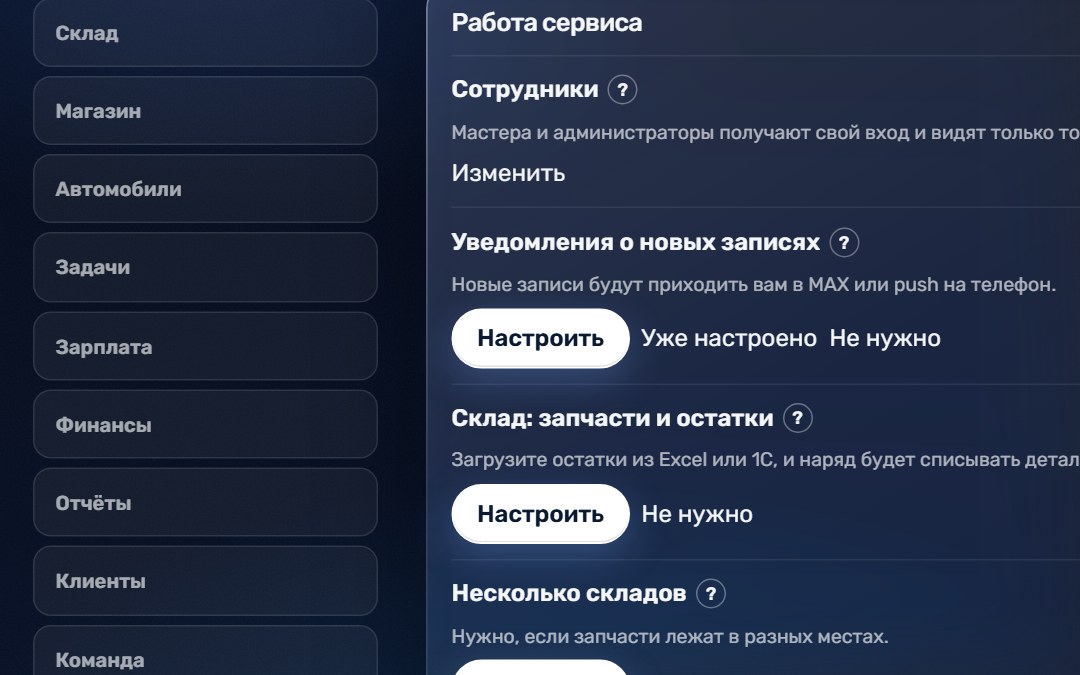 Склад
Магазин
Автомобили
Задачи
Зарплата
Финансы
Отчёты
Клиенты
Команда
Работа сервиса
Сотрудники ?
Мастера и администраторы получают свой вход и видят только то
Изменить
Уведомления о новых записях ?
Новые записи будут приходить вам в MAX или push на телефон.
Настроить Уже настроено Не нужно
Склад: запчасти и остатки ?
Загрузите остатки из Excel или 1С, и наряд будет списывать детал
Настроить Не нужно
Несколько складов ?
Нужно, если запчасти лежат в разных местах.